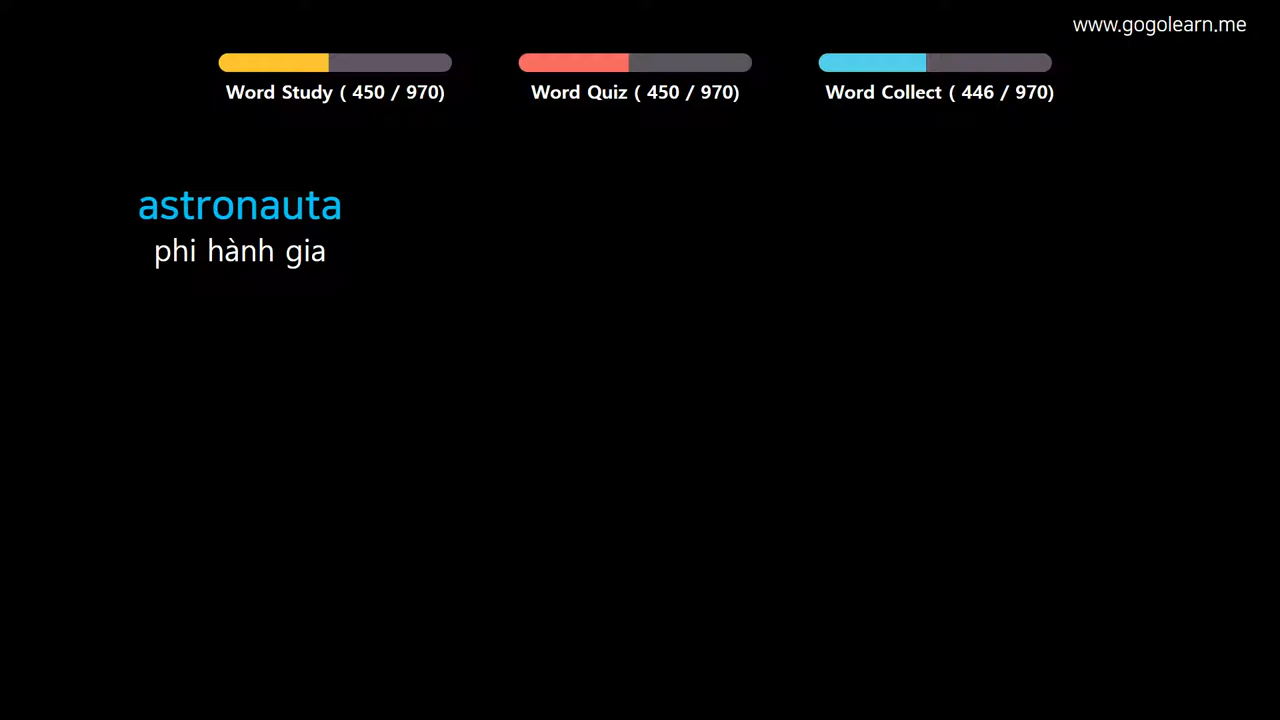 www.gogolearn.me
Word Study ( 450 / 970)
Word Quiz ( 450 / 970)
Word Collect ( 446 / 970)
astronauta
phi hành gia